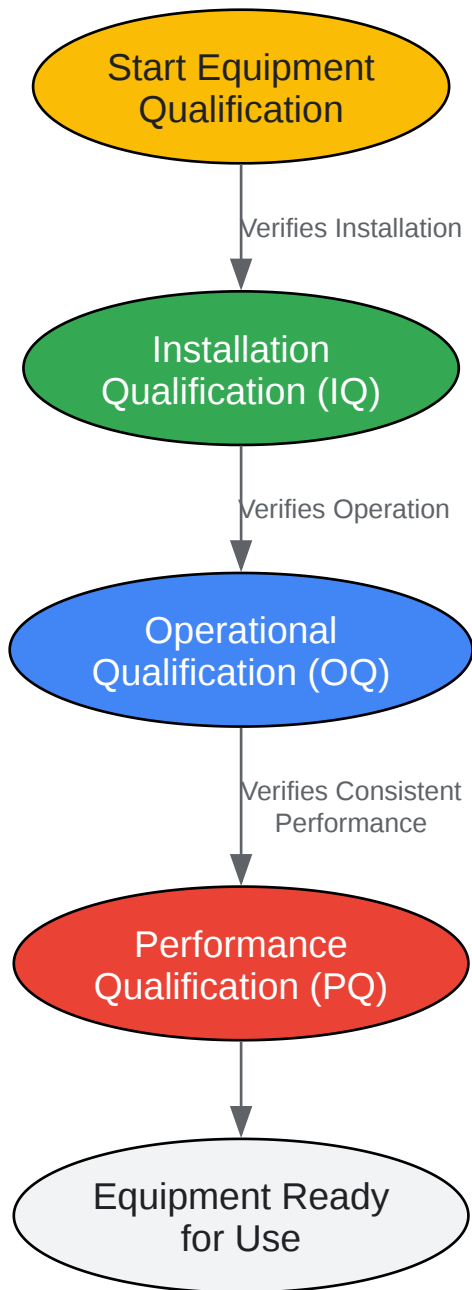 Start Equipment
Qualification
Verifies Installation
Installation
Qualification (IQ)
Verifies Operation
Operational
Qualification (OQ)
Verifies Consistent
Performance
Performance
Qualification (PQ)
Equipment Ready
for Use